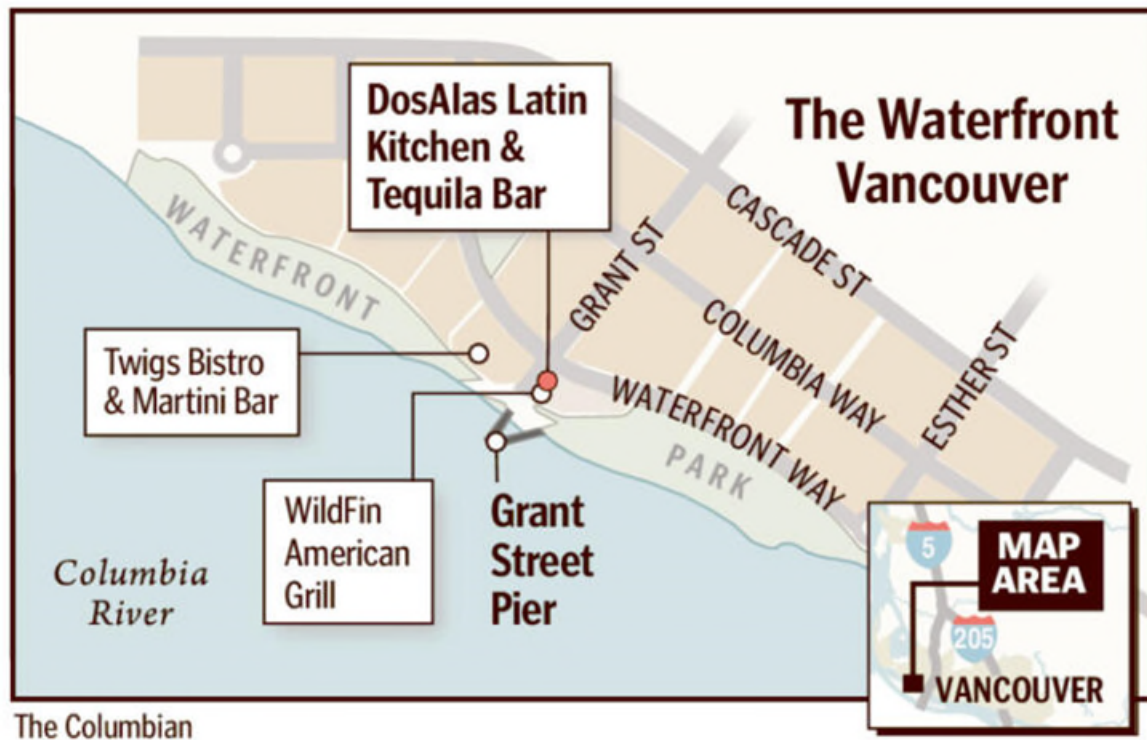 The Waterfront
Vancouver
DosAlas Latin
Kitchen &
Tequila Bar
WATERFRONT
GRANT ST
CASCADE ST
COLUMBIA WAY
ESTHER ST
WATERFRONT WAY
PARK
Twigs Bistro
& Martini Bar
WildFin
American
Grill
Grant
Street
Pier
Columbia
River
5
MAP
AREA
205
VANCOUVER
The Columbian